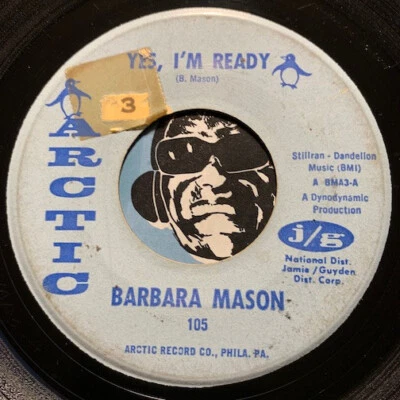 YES, I'M READY
(B. Mason)
3
ARCTIC
Stillran - Dandelion
Music (BMI)
A BMA3-A
A Dynodynamic
Production
j/g
National Dist.
Jamie/Guyden
Dist. Corp.
BARBARA MASON
105
ARCTIC RECORD CO., PHILA. PA.